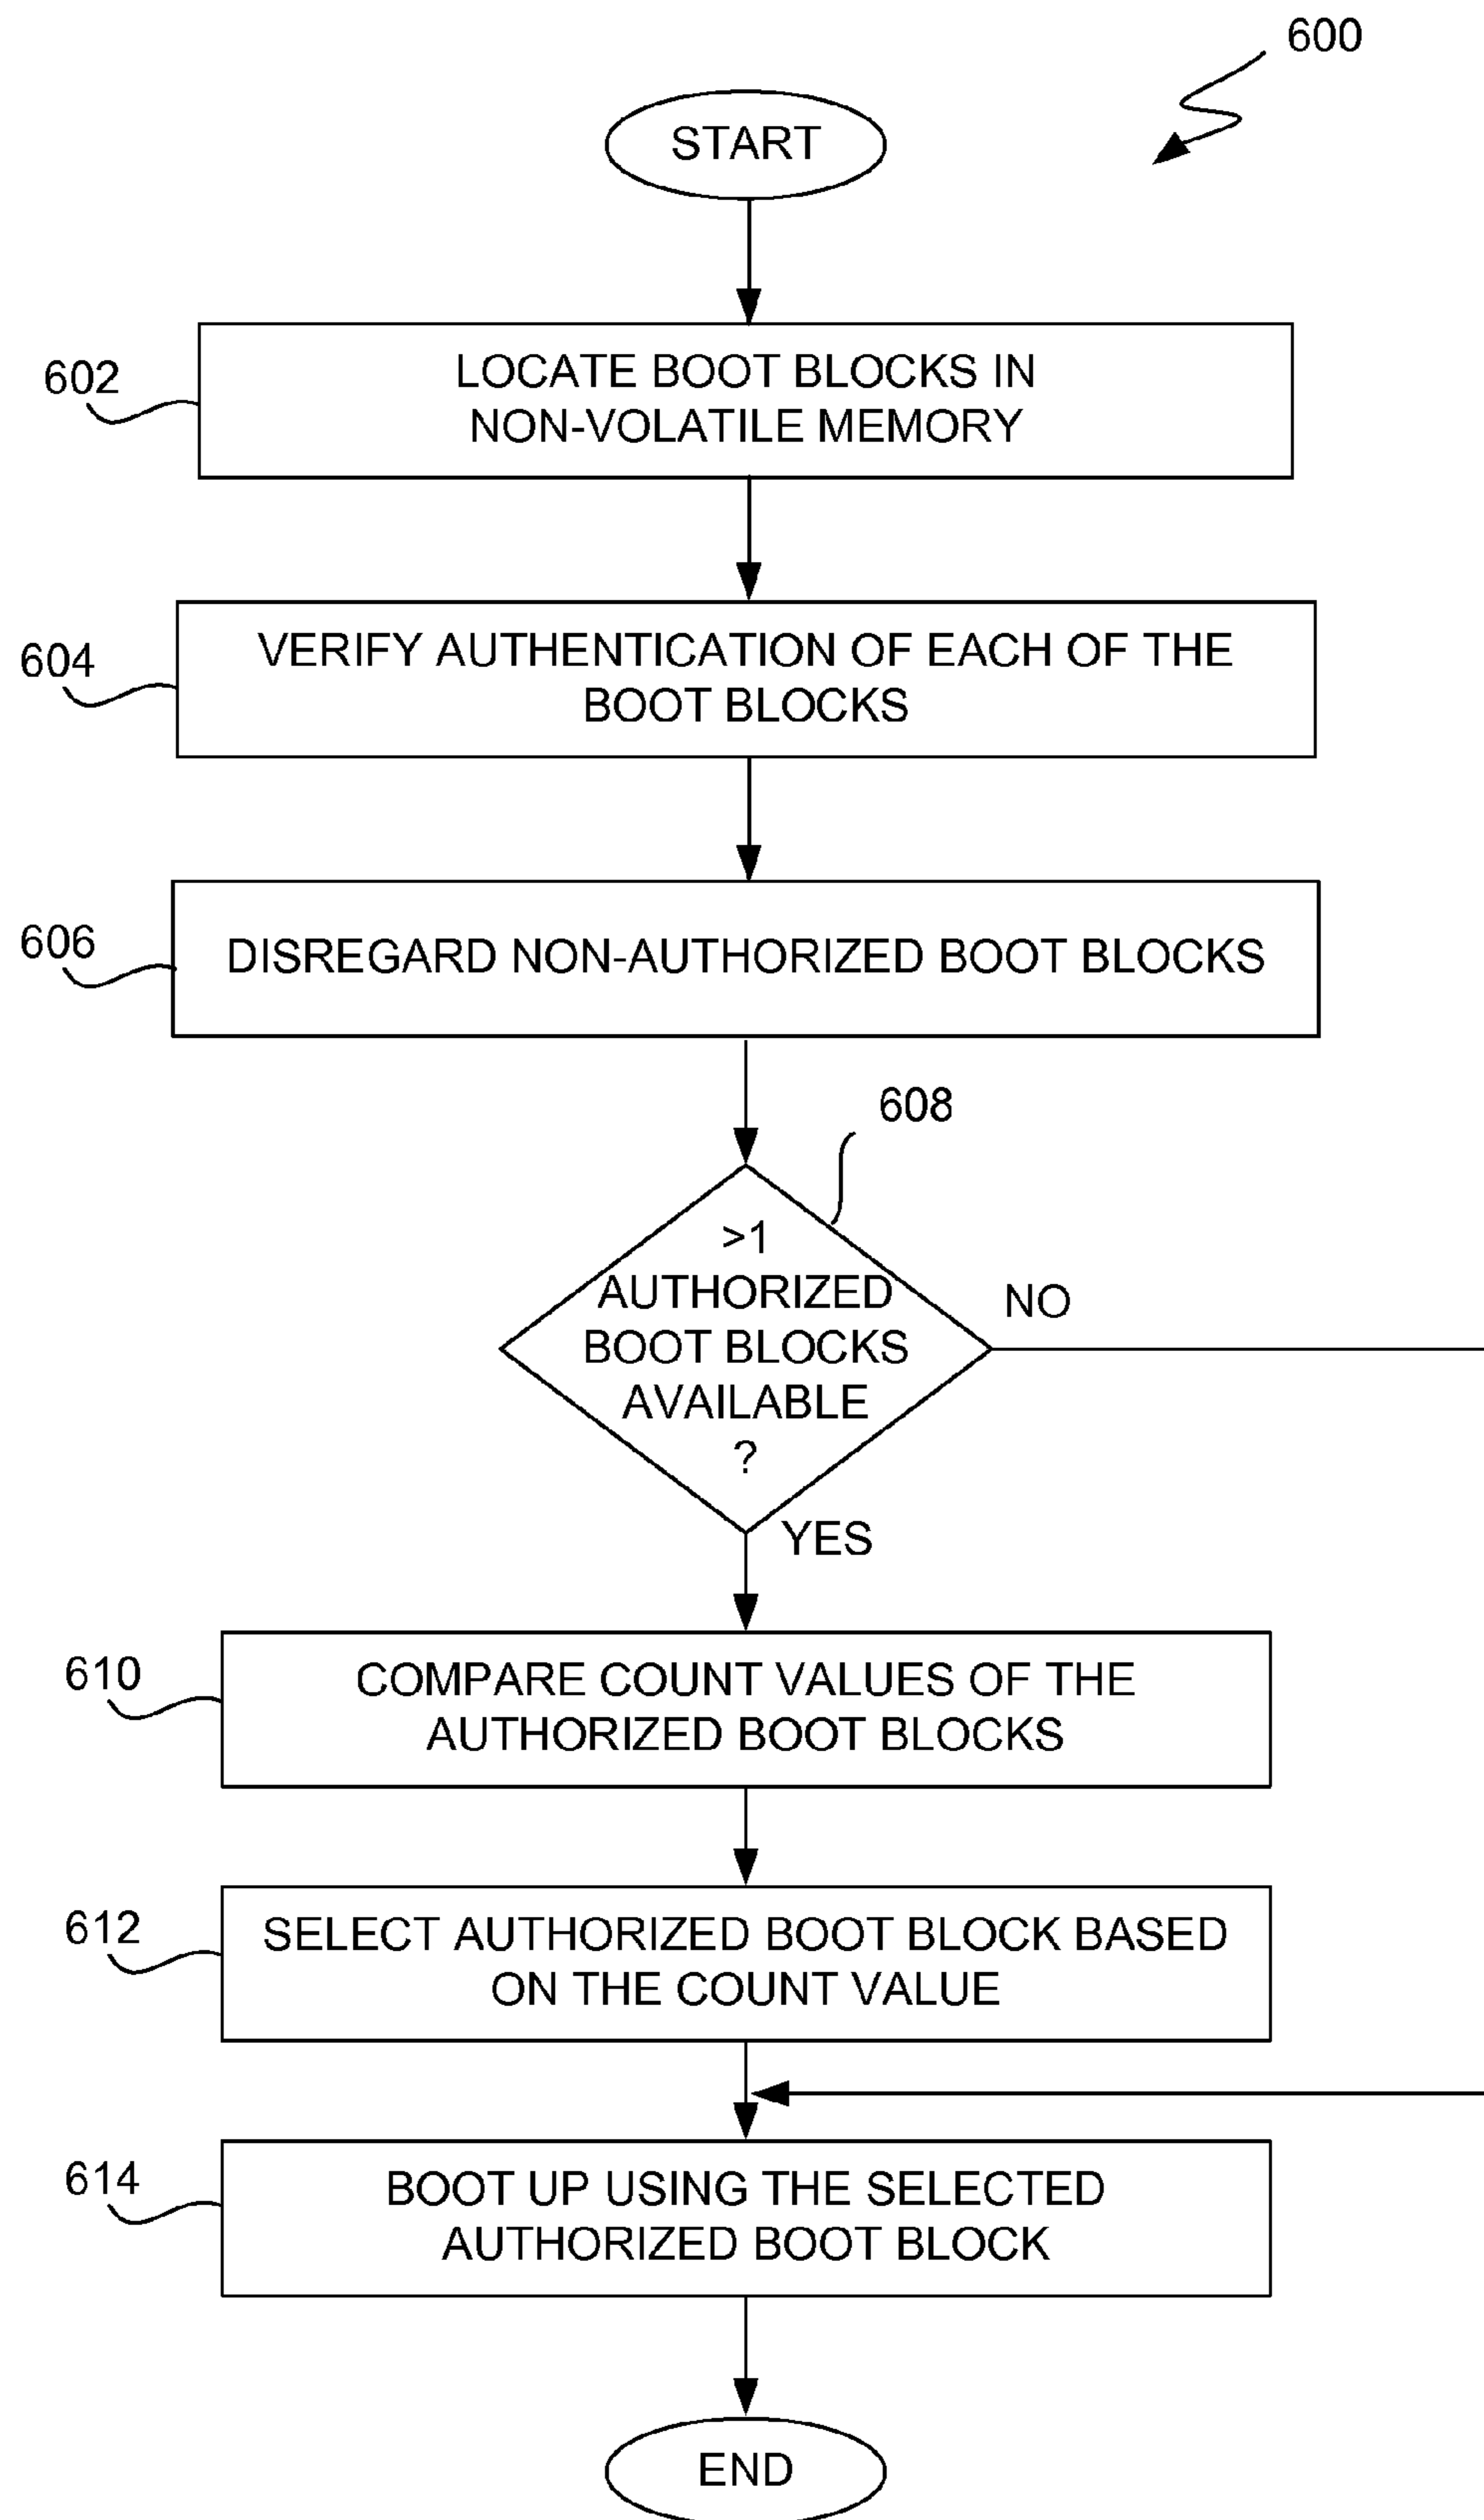 600
START
602
LOCATE BOOT BLOCKS IN
NON-VOLATILE MEMORY
604
VERIFY AUTHENTICATION OF EACH OF THE
BOOT BLOCKS
606
DISREGARD NON-AUTHORIZED BOOT BLOCKS
608
>1
AUTHORIZED
BOOT BLOCKS
AVAILABLE
?
NO
YES
610
COMPARE COUNT VALUES OF THE
AUTHORIZED BOOT BLOCKS
612
SELECT AUTHORIZED BOOT BLOCK BASED
ON THE COUNT VALUE
614
BOOT UP USING THE SELECTED
AUTHORIZED BOOT BLOCK
END